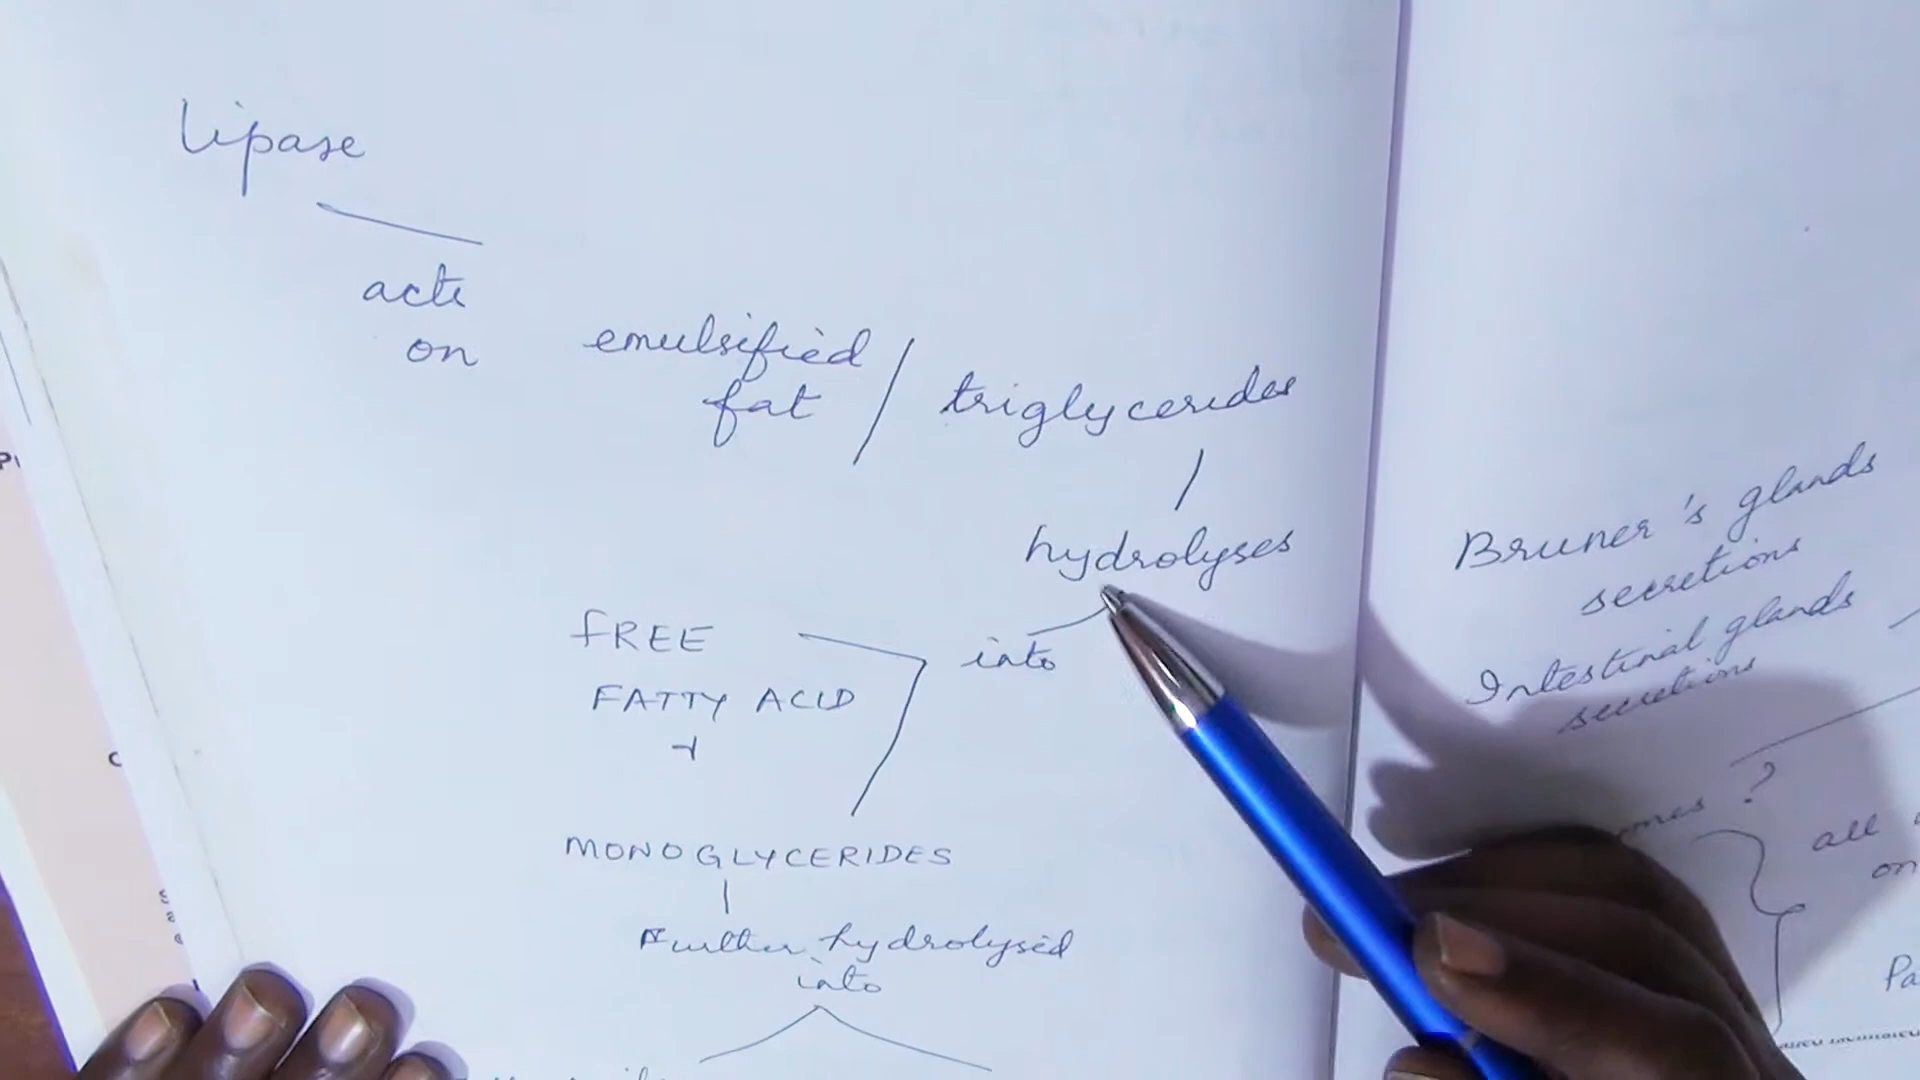 Lipase
acts
on
emulsified
fat / triglycerides
hydrolyses
into
fREE
FATTY ACID
+
MONOGLYCERIDES
Further hydrolysed
into
Bruner's glands
secretions
Intestinal glands
secretions
?
all
on